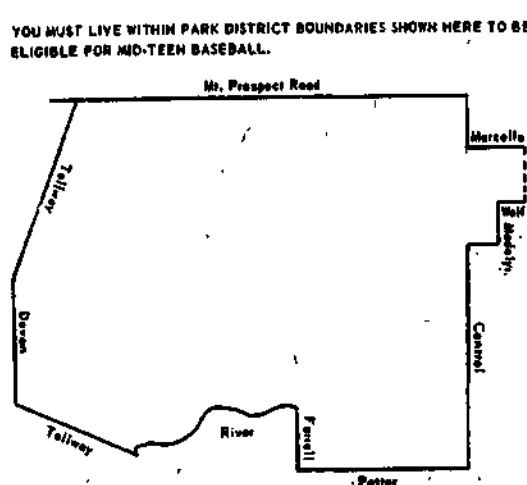 YOU MUST LIVE WITHIN PARK DISTRICT BOUNDARIES SHOWN HERE TO BE
ELIGIBLE FOR MID-TEEN BASEBALL.
Mt. Prospect Road
Marcella
Tollway
Wolf
Devon
Central
River
Tollway
Potter